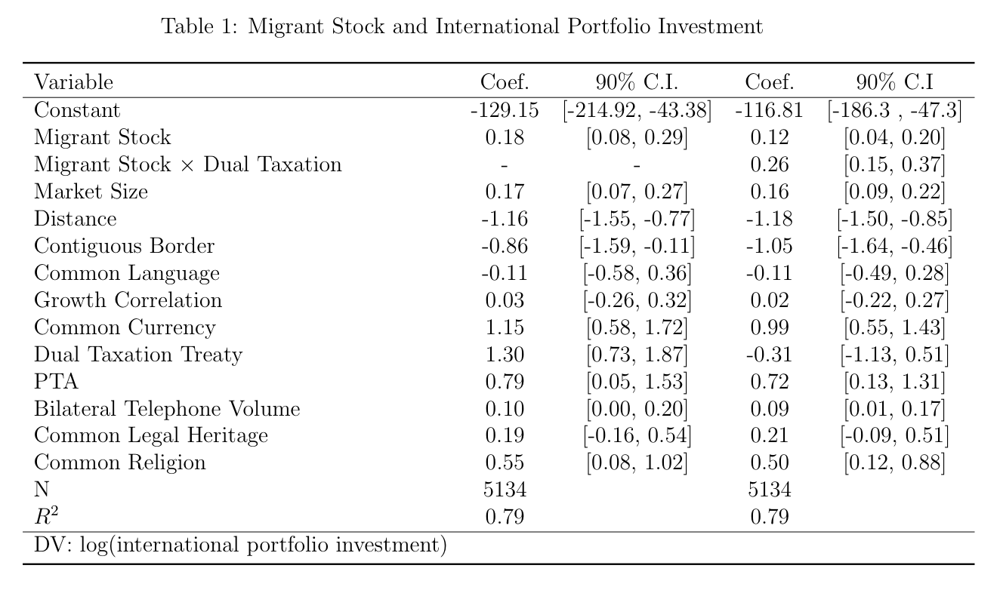 Table 1: Migrant Stock and International Portfolio Investment
Variable Coef. 90% C.I. Coef. 90% C.I
Constant -129.15 [-214.92, -43.38] -116.81 [-186.3 , -47.3]
Migrant Stock 0.18 [0.08, 0.29] 0.12 [0.04, 0.20]
Migrant Stock × Dual Taxation - - 0.26 [0.15, 0.37]
Market Size 0.17 [0.07, 0.27] 0.16 [0.09, 0.22]
Distance -1.16 [-1.55, -0.77] -1.18 [-1.50, -0.85]
Contiguous Border -0.86 [-1.59, -0.11] -1.05 [-1.64, -0.46]
Common Language -0.11 [-0.58, 0.36] -0.11 [-0.49, 0.28]
Growth Correlation 0.03 [-0.26, 0.32] 0.02 [-0.22, 0.27]
Common Currency 1.15 [0.58, 1.72] 0.99 [0.55, 1.43]
Dual Taxation Treaty 1.30 [0.73, 1.87] -0.31 [-1.13, 0.51]
PTA 0.79 [0.05, 1.53] 0.72 [0.13, 1.31]
Bilateral Telephone Volume 0.10 [0.00, 0.20] 0.09 [0.01, 0.17]
Common Legal Heritage 0.19 [-0.16, 0.54] 0.21 [-0.09, 0.51]
Common Religion 0.55 [0.08, 1.02] 0.50 [0.12, 0.88]
N 5134 5134
R² 0.79 0.79
DV: log(international portfolio investment)